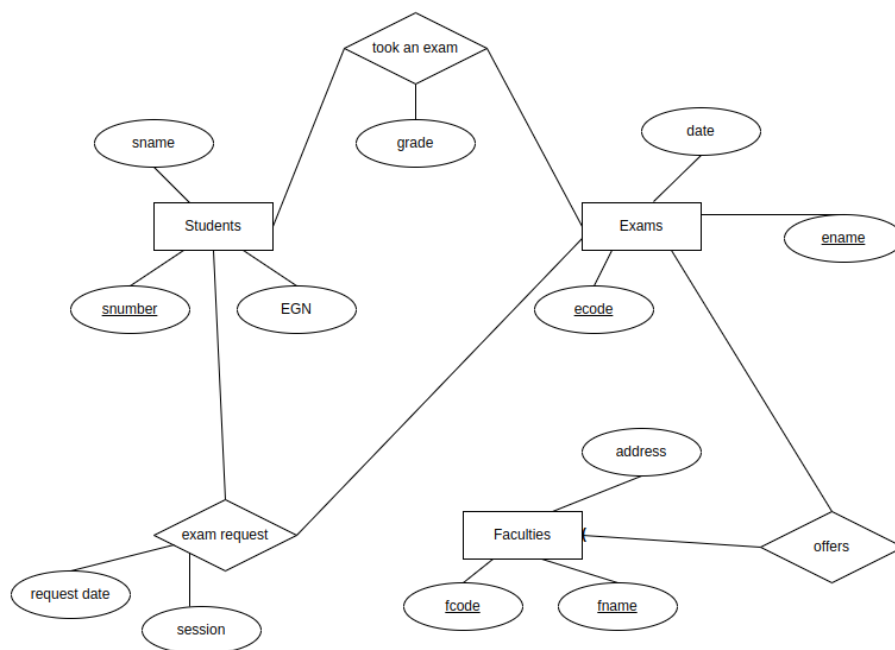 took an exam
grade
sname
date
Students
Exams
ename
snumber
EGN
ecode
address
exam request
Faculties
offers
request date
fcode
fname
session